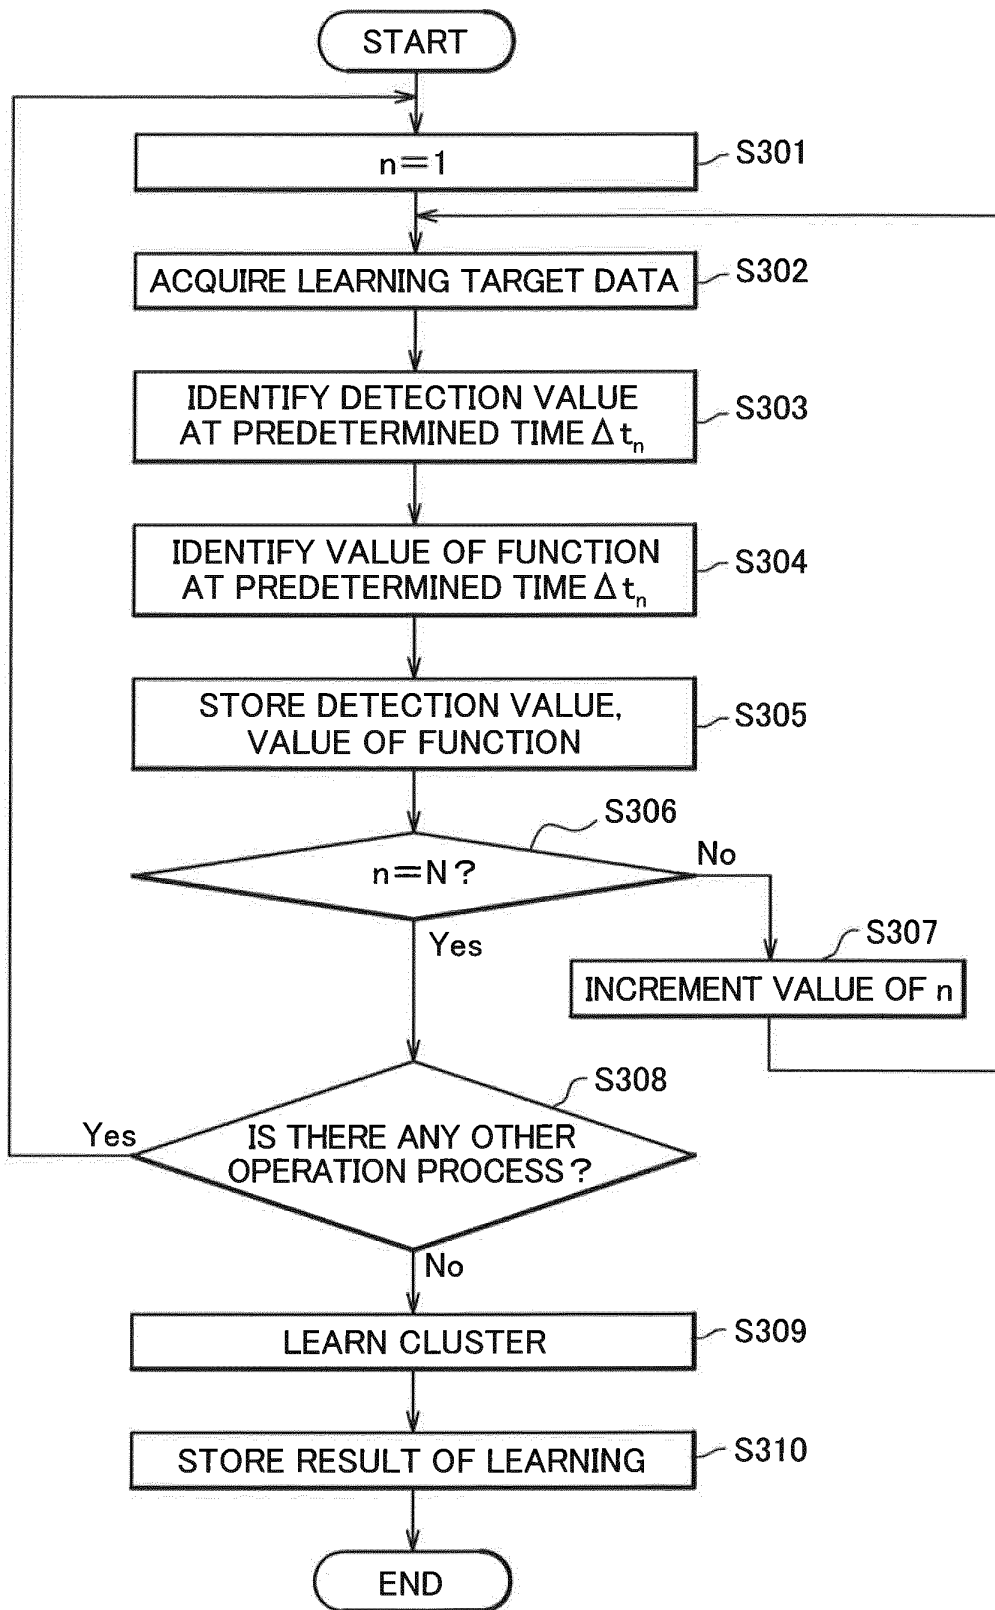 START
n=1
S301
ACQUIRE LEARNING TARGET DATA
S302
IDENTIFY DETECTION VALUE
AT PREDETERMINED TIME Δtn
S303
IDENTIFY VALUE OF FUNCTION
AT PREDETERMINED TIME Δtn
S304
STORE DETECTION VALUE,
VALUE OF FUNCTION
S305
S306
n=N?
No
Yes
S307
INCREMENT VALUE OF n
S308
Yes
IS THERE ANY OTHER
OPERATION PROCESS?
No
LEARN CLUSTER
S309
STORE RESULT OF LEARNING
S310
END